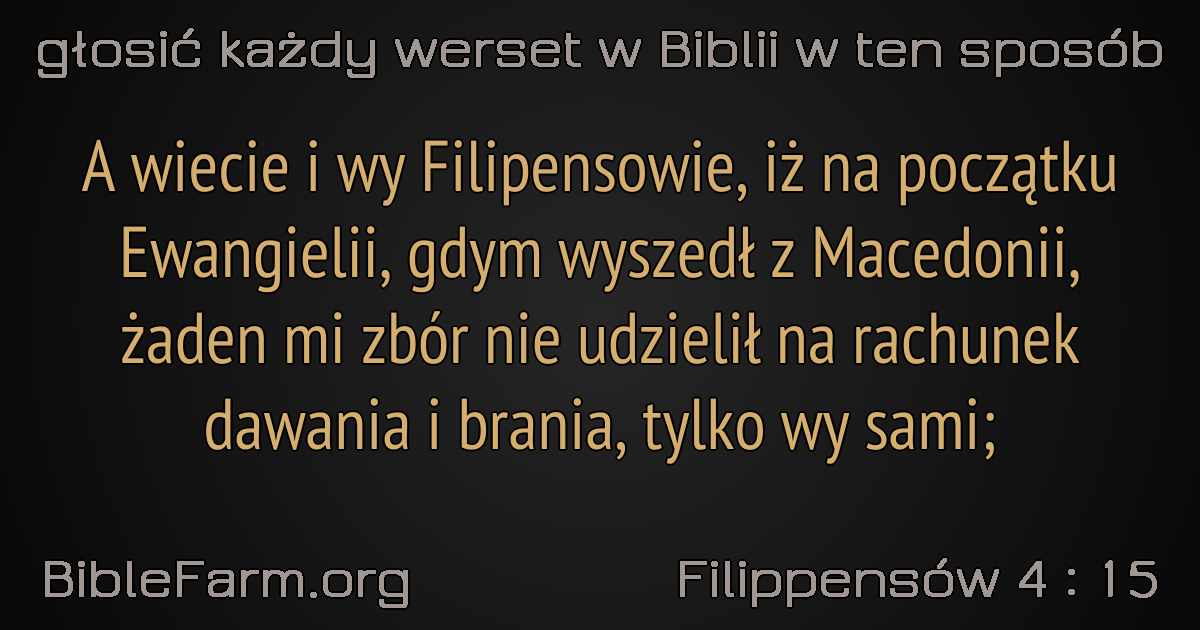 głosić każdy werset w Biblii w ten sposób
A wiecie i wy Filipensowie, iż na początku
Ewangielii, gdym wyszedł z Macedonii,
żaden mi zbór nie udzielił na rachunek
dawania i brania, tylko wy sami;
BibleFarm.org
Filippensów 4 : 15